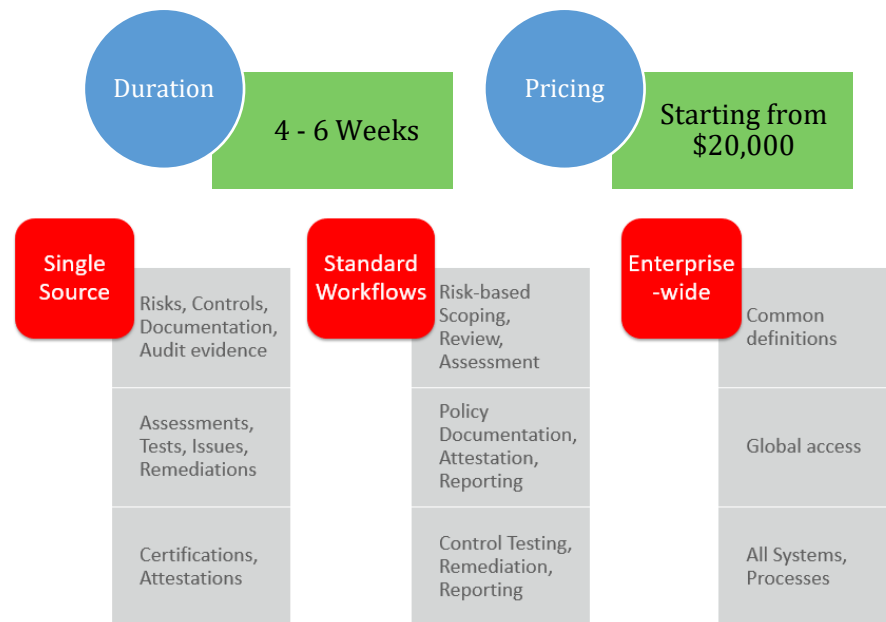 Duration
4 - 6 Weeks
Pricing
Starting from
$20,000
Single
Source
Risks, Controls,
Documentation,
Audit evidence
Assessments,
Tests, Issues,
Remediations
Certifications,
Attestations
Standard
Workflows
Risk-based
Scoping,
Review,
Assessment
Policy
Documentation,
Attestation,
Reporting
Control Testing,
Remediation,
Reporting
Enterprise
-wide
Common
definitions
Global access
All Systems,
Processes